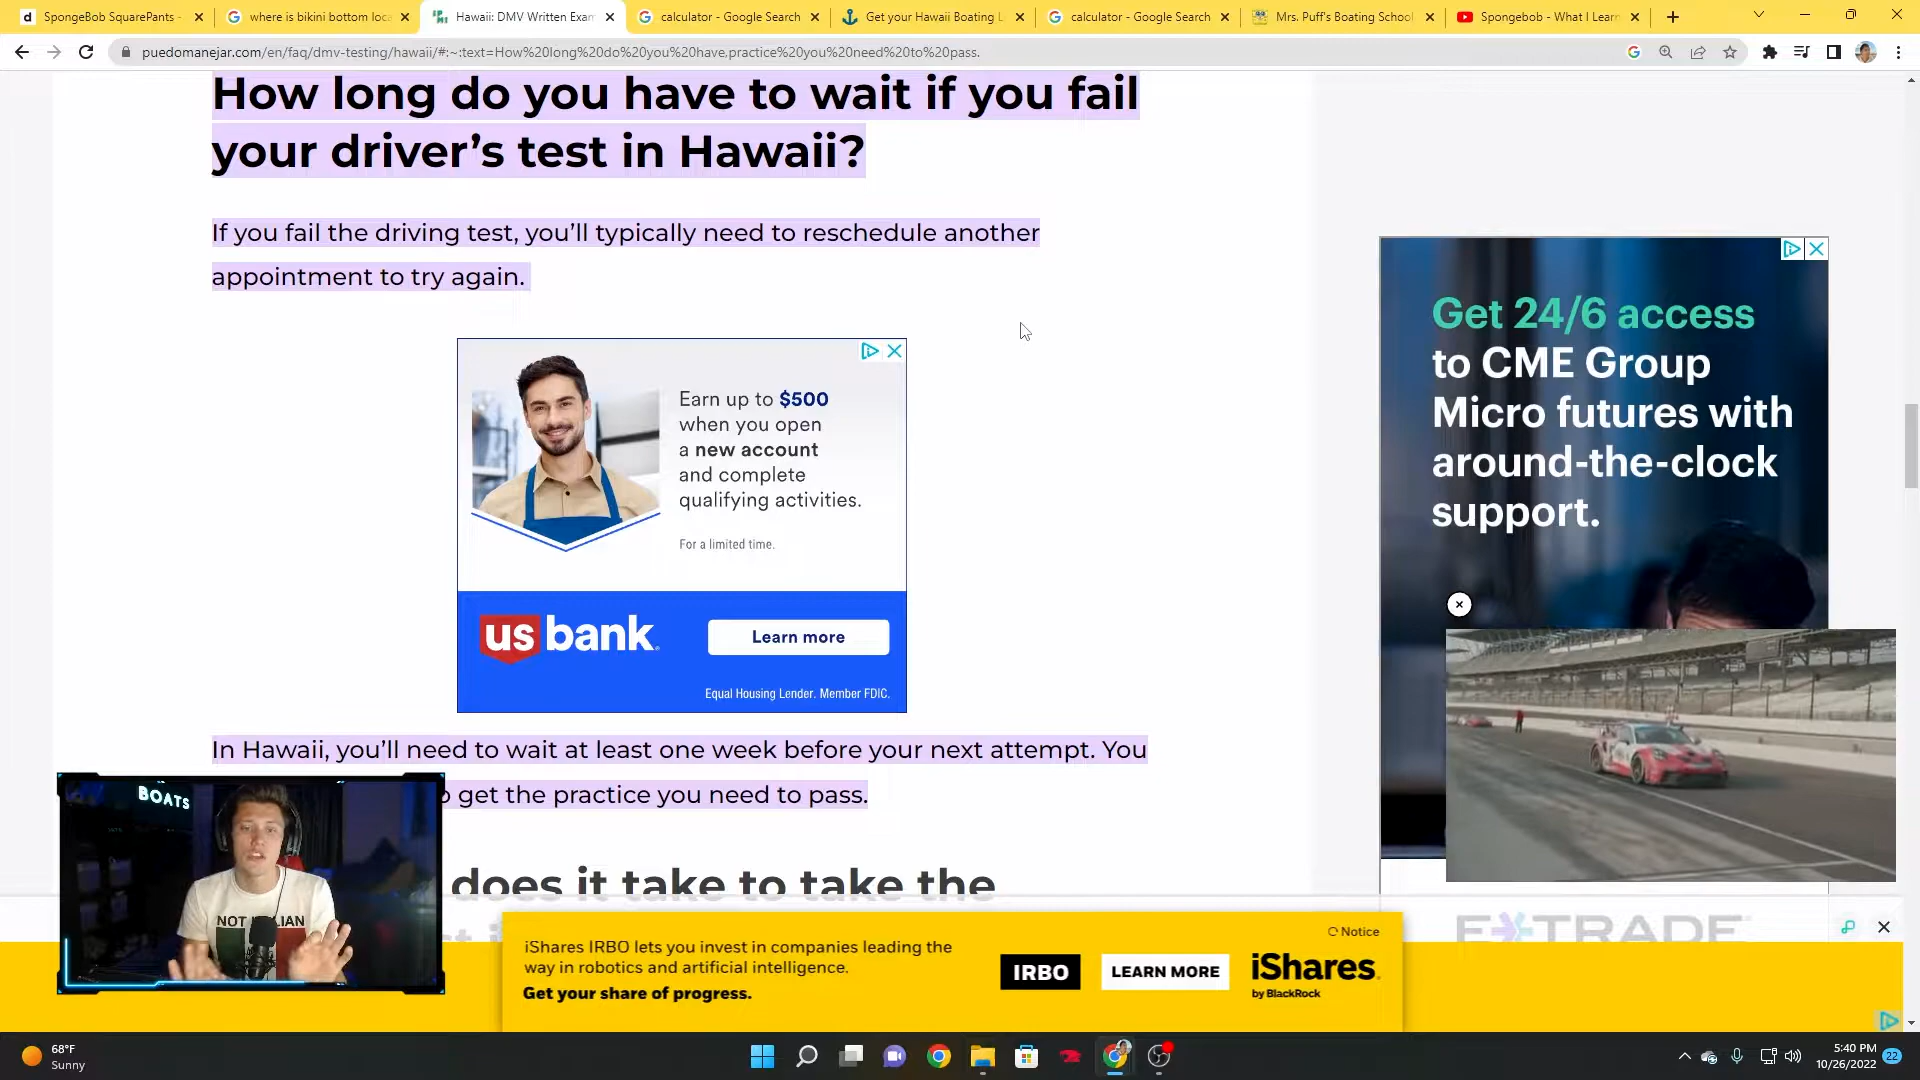 SpongeBob SquarePants -
where is bikini bottom loca
Hawaii: DMV Written Exam
calculator - Google Search
Get your Hawaii Boating L
calculator - Google Search
Mrs. Puff's Boating School
Spongebob - What I Learn
puedomanejar.com/en/faq/dmv-testing/hawaii/#:~:text=How%20long%20do%20you%20have,practice%20you%20need%20to%20pass.
How long do you have to wait if you fail
your driver's test in Hawaii?
If you fail the driving test, you'll typically need to reschedule another
appointment to try again.
Earn up to $500
when you open
a new account
and complete
qualifying activities.
For a limited time.
us bank.
Learn more
Equal Housing Lender. Member FDIC.
Get 24/6 access
to CME Group
Micro futures with
around-the-clock
support.
In Hawaii, you'll need to wait at least one week before your next attempt. You
get the practice you need to pass.
does it take to take the
BOATS
NOT ITALIAN
E*TRADE
iShares IRBO lets you invest in companies leading the
way in robotics and artificial intelligence.
Get your share of progress.
IRBO
LEARN MORE
Notice
iShares.
by BlackRock
68°F
Sunny
5:40 PM
10/26/2022
22